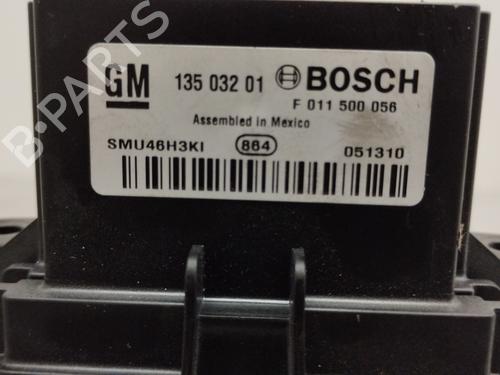 GM 135 032 01 BOSCH
F 011 500 056
Assembled in Mexico
SMU46H3KI 864 051310
B-PARTS